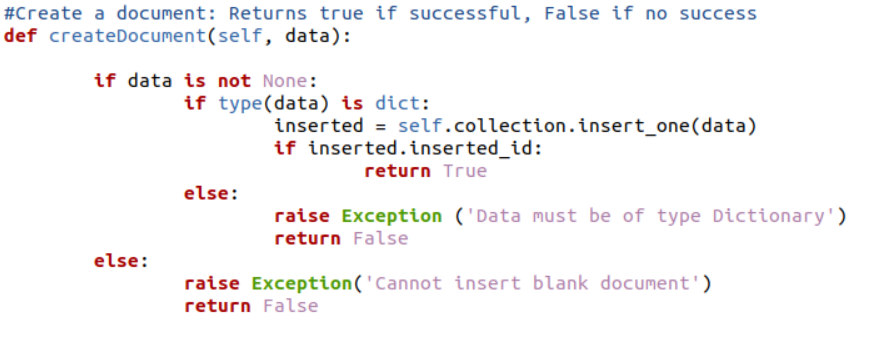 #Create a document: Returns true if successful, False if no success
def createDocument(self, data):
if data is not None:
if type(data) is dict:
inserted = self.collection.insert_one(data)
if inserted.inserted_id:
return True
else:
raise Exception ('Data must be of type Dictionary')
return False
else:
raise Exception('Cannot insert blank document')
return False